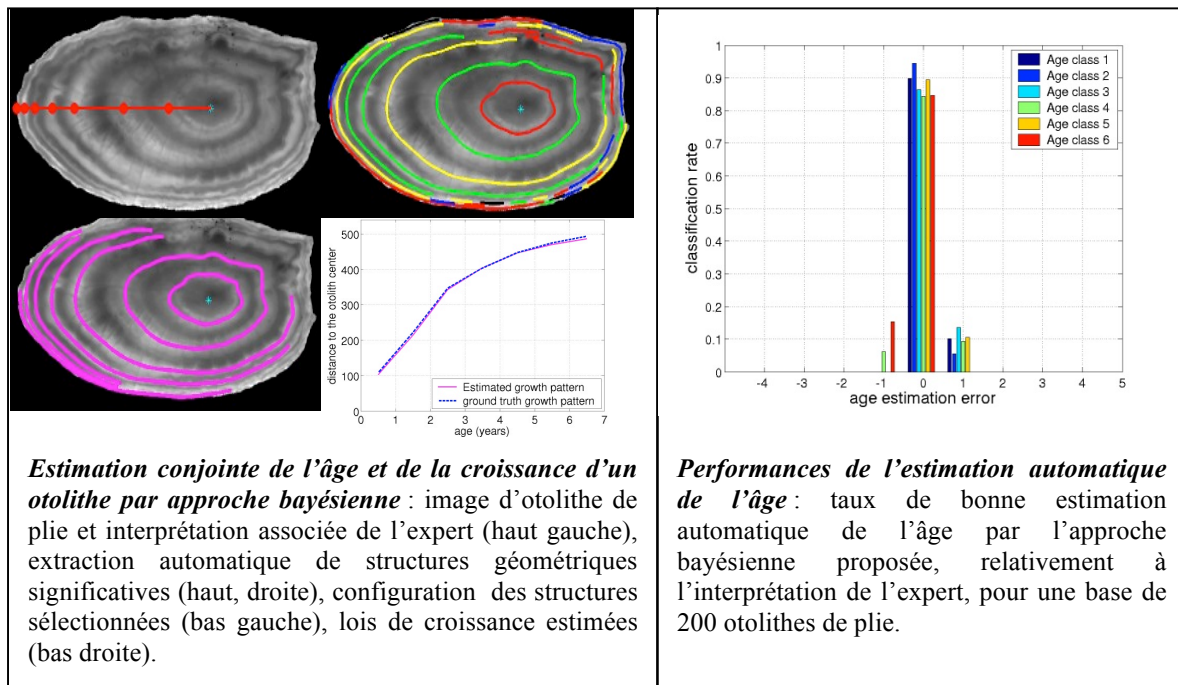 500
400
300
200
100
0
distance to the otolith center
Estimated growth pattern
ground truth growth pattern
0 1 2 3 4 5 6 7
age (years)
Estimation conjointe de l’âge et de la croissance d’un
otolithe par approche bayésienne : image d’otolithe de
plie et interprétation associée de l’expert (haut gauche),
extraction automatique de structures géométriques
significatives (haut, droite), configuration des structures
sélectionnées (bas gauche), lois de croissance estimées
(bas droite).
1
0.9
0.8
0.7
0.6
0.5
0.4
0.3
0.2
0.1
0
classification rate
Age class 1
Age class 2
Age class 3
Age class 4
Age class 5
Age class 6
-4 -3 -2 -1 0 1 2 3 4 5
age estimation error
Performances de l’estimation automatique
de l’âge : taux de bonne estimation
automatique de l’âge par l’approche
bayésienne proposée, relativement à
l’interprétation de l’expert, pour une base de
200 otolithes de plie.